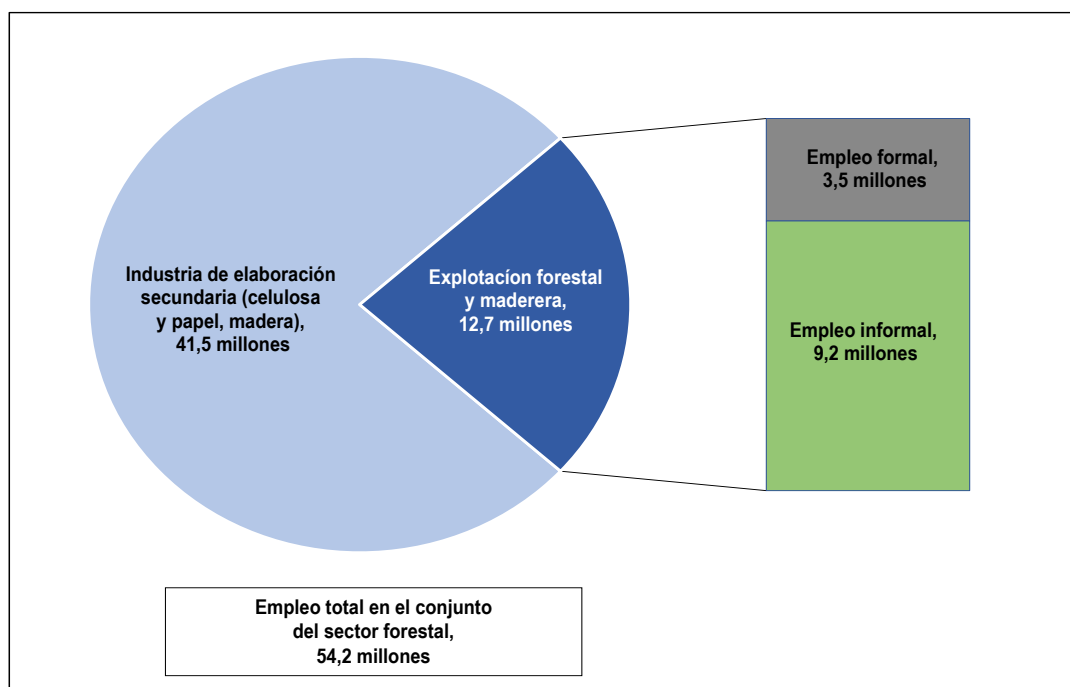 Industria de elaboración
secundaria (celulosa
y papel, madera),
41,5 millones
Explotacíon forestal
y maderera,
12,7 millones
Empleo formal,
3,5 millones
Empleo informal,
9,2 millones
Empleo total en el conjunto
del sector forestal,
54,2 millones